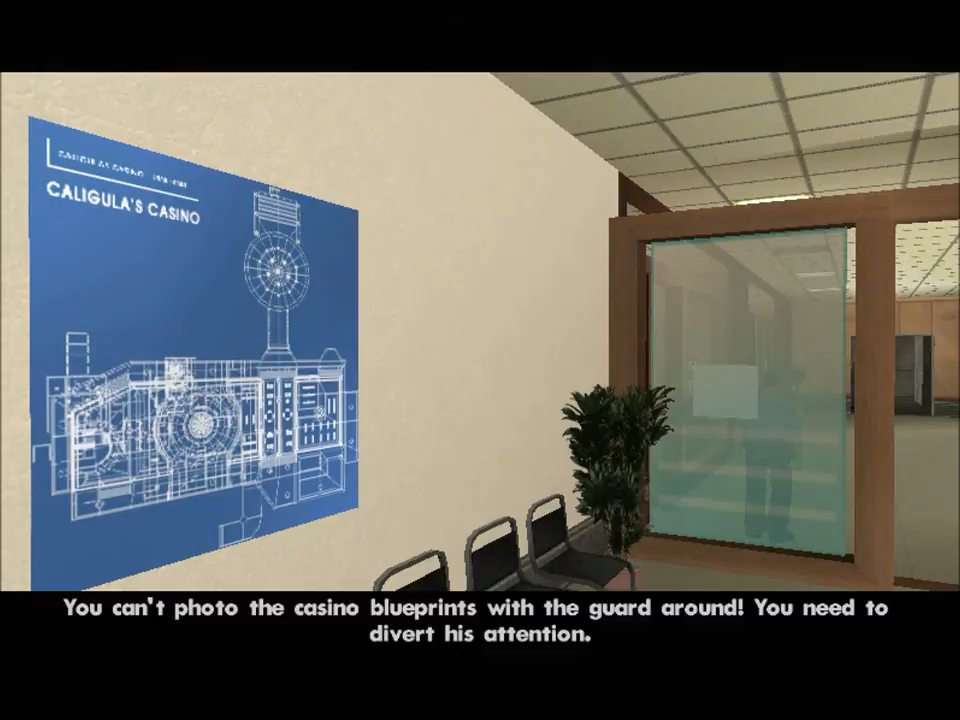 CALIGULA'S CASINO
You can't photo the casino blueprints with the guard around! You need to
divert his attention.